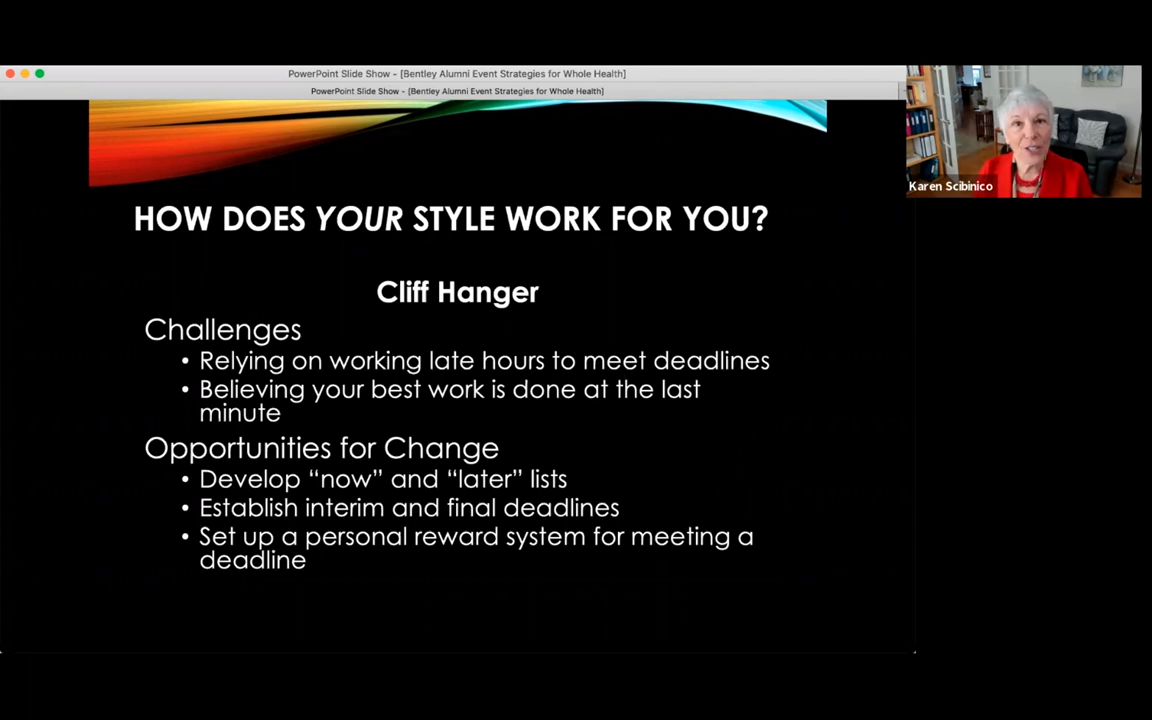 PowerPoint Slide Show - [Bentley Alumni Event Strategies for Whole Health]
PowerPoint Slide Show - [Bentley Alumni Event Strategies for Whole Health]
Karen Scibinico
HOW DOES YOUR STYLE WORK FOR YOU?
Cliff Hanger
Challenges
• Relying on working late hours to meet deadlines
• Believing your best work is done at the last
minute
Opportunities for Change
• Develop “now” and “later” lists
• Establish interim and final deadlines
• Set up a personal reward system for meeting a
deadline